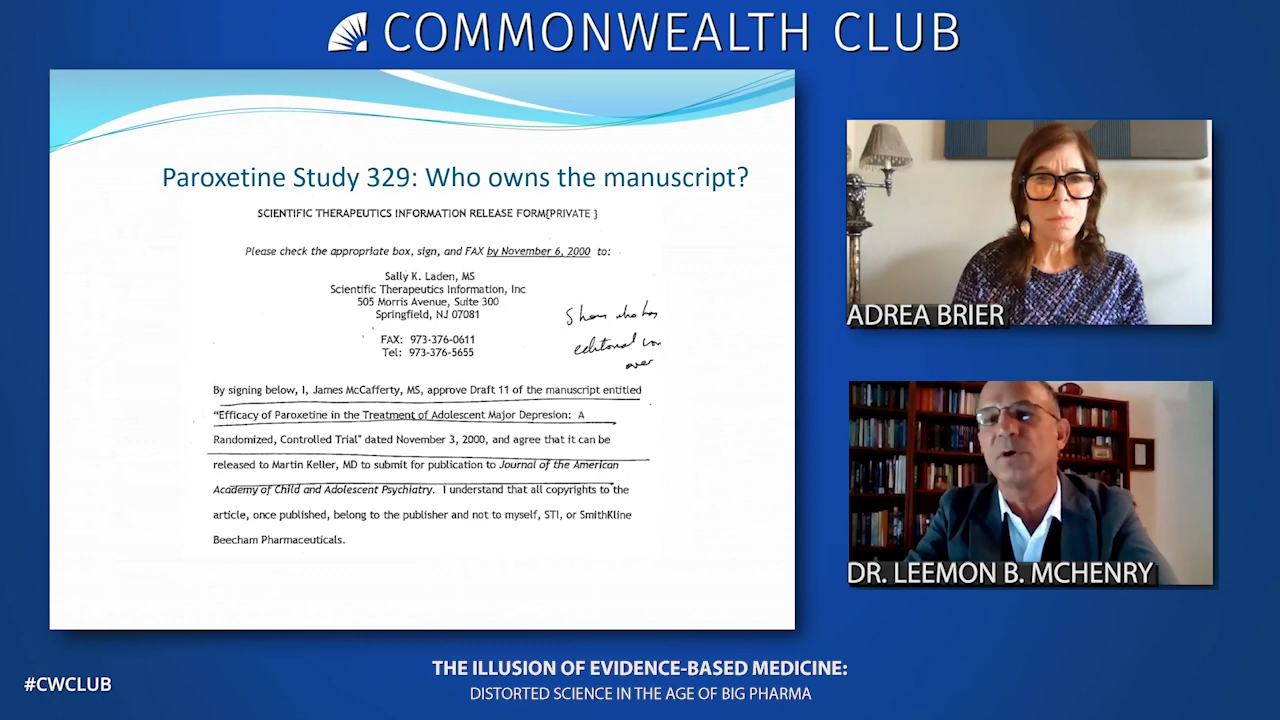 COMMONWEALTH CLUB
Paroxetine Study 329: Who owns the manuscript?
SCIENTIFIC THERAPEUTICS INFORMATION RELEASE FORM{PRIVATE }
Please check the appropriate box, sign, and FAX by November 6, 2000 to:
Sally K. Laden, MS
Scientific Therapeutics Information, Inc
505 Morris Avenue, Suite 300
Springfield, NJ 07081
FAX: 973-376-0611
Tel: 973-376-5655
Shows who has
editorial con
over
By signing below, I, James McCafferty, MS, approve Draft 11 of the manuscript entitled
“Efficacy of Paroxetine in the Treatment of Adolescent Major Depresion: A
Randomized, Controlled Trial" dated November 3, 2000, and agree that it can be
released to Martin Keller, MD to submit for publication to Journal of the American
Academy of Child and Adolescent Psychiatry. I understand that all copyrights to the
article, once published, belong to the publisher and not to myself, STI, or SmithKline
Beecham Pharmaceuticals.
ADREA BRIER
DR. LEEMON B. MCHENRY
#CWCLUB
THE ILLUSION OF EVIDENCE-BASED MEDICINE:
DISTORTED SCIENCE IN THE AGE OF BIG PHARMA